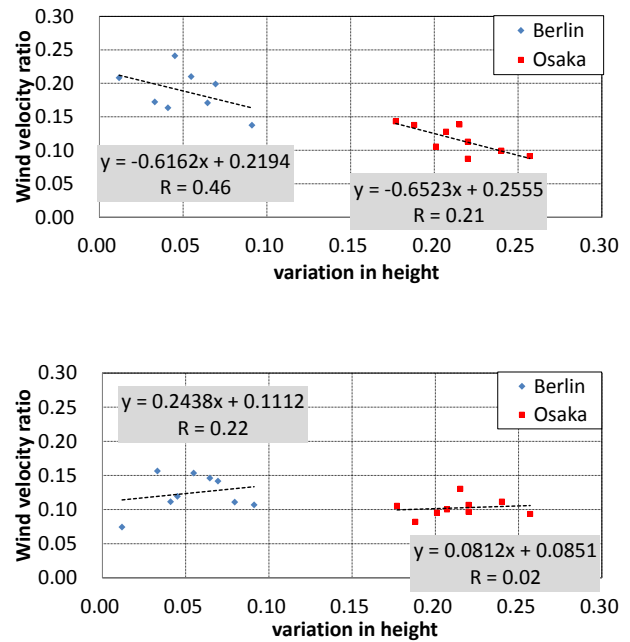 0.30
Berlin
0.25
Osaka
0.20
Wind velocity ratio
0.15
0.10
y = -0.6162x + 0.2194
R = 0.46
y = -0.6523x + 0.2555
R = 0.21
0.05
0.00
0.00 0.05 0.10 0.15 0.20 0.25 0.30
variation in height
0.30
Berlin
0.25
Osaka
y = 0.2438x + 0.1112
R = 0.22
0.20
Wind velocity ratio
0.15
0.10
0.05
y = 0.0812x + 0.0851
R = 0.02
0.00
0.00 0.05 0.10 0.15 0.20 0.25 0.30
variation in height